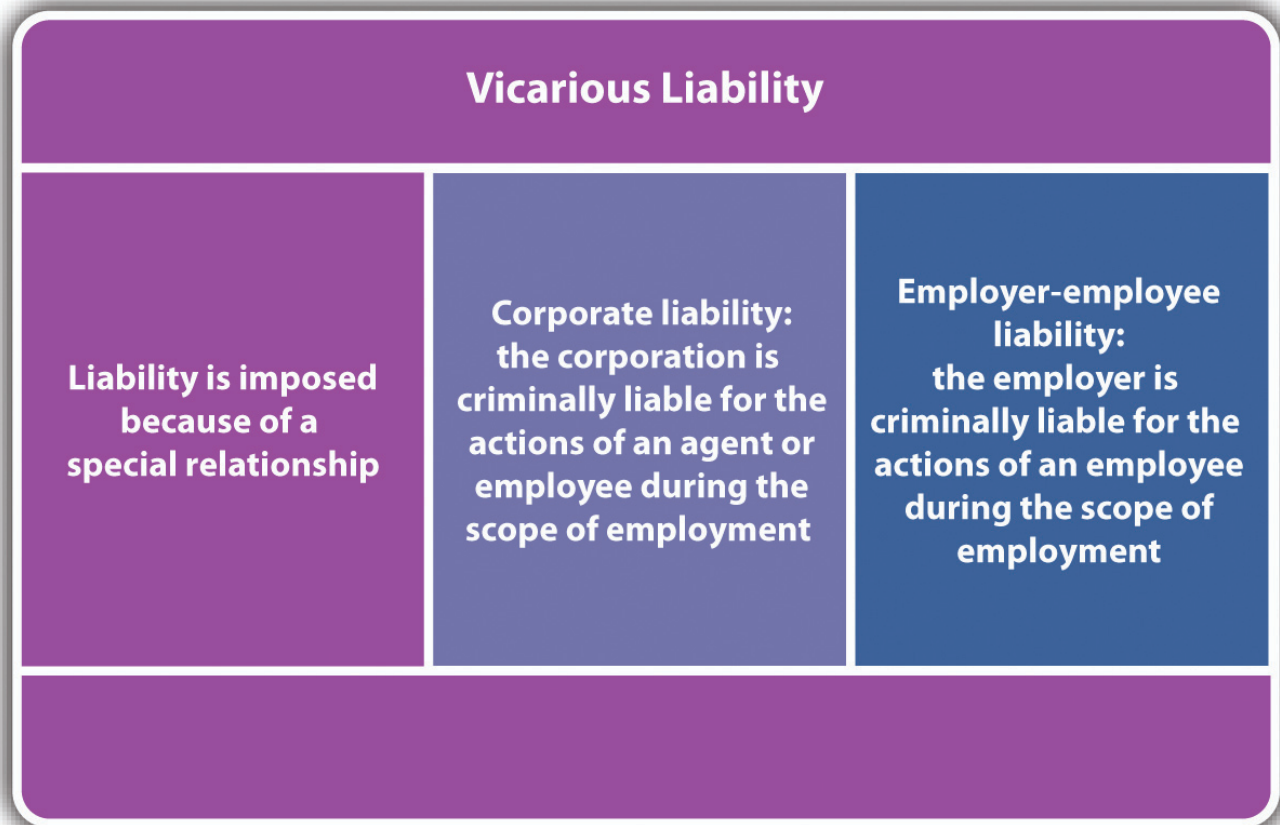 Vicarious Liability
Liability is imposed
because of a
special relationship
Corporate liability:
the corporation is
criminally liable for the
actions of an agent or
employee during the
scope of employment
Employer-employee
liability:
the employer is
criminally liable for the
actions of an employee
during the scope of
employment